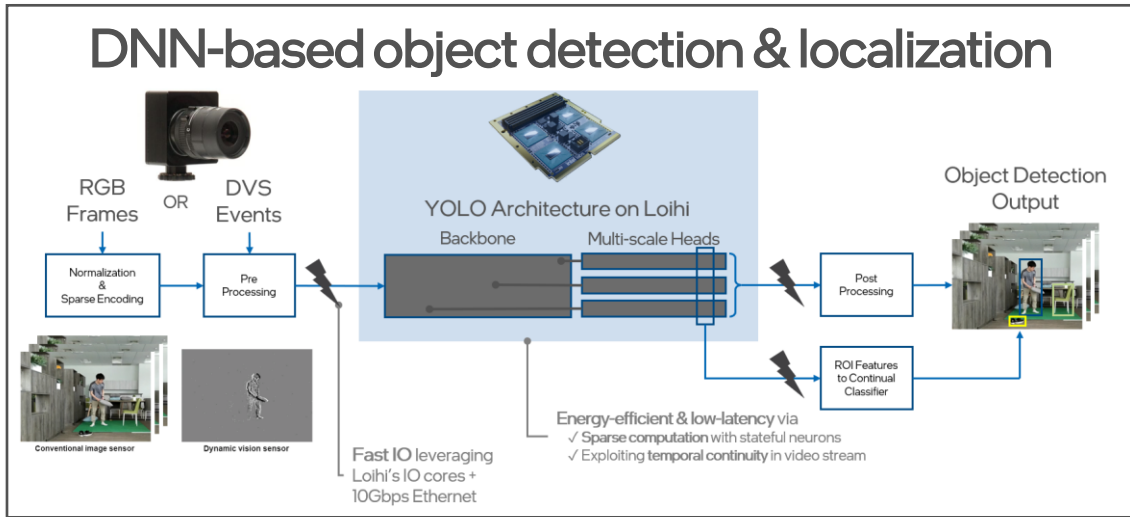 DNN-based object detection & localization
RGB
Frames
OR
DVS
Events
Normalization
&
Sparse Encoding
Pre
Processing
Conventional image sensor
Dynamic vision sensor
Fast IO leveraging
Loihi's IO cores +
10Gbps Ethernet
YOLO Architecture on Loihi
Backbone
Multi-scale Heads
Energy-efficient & low-latency via
✓ Sparse computation with stateful neurons
✓ Exploiting temporal continuity in video stream
Post
Processing
ROI Features
to Continual
Classifier
Object Detection
Output